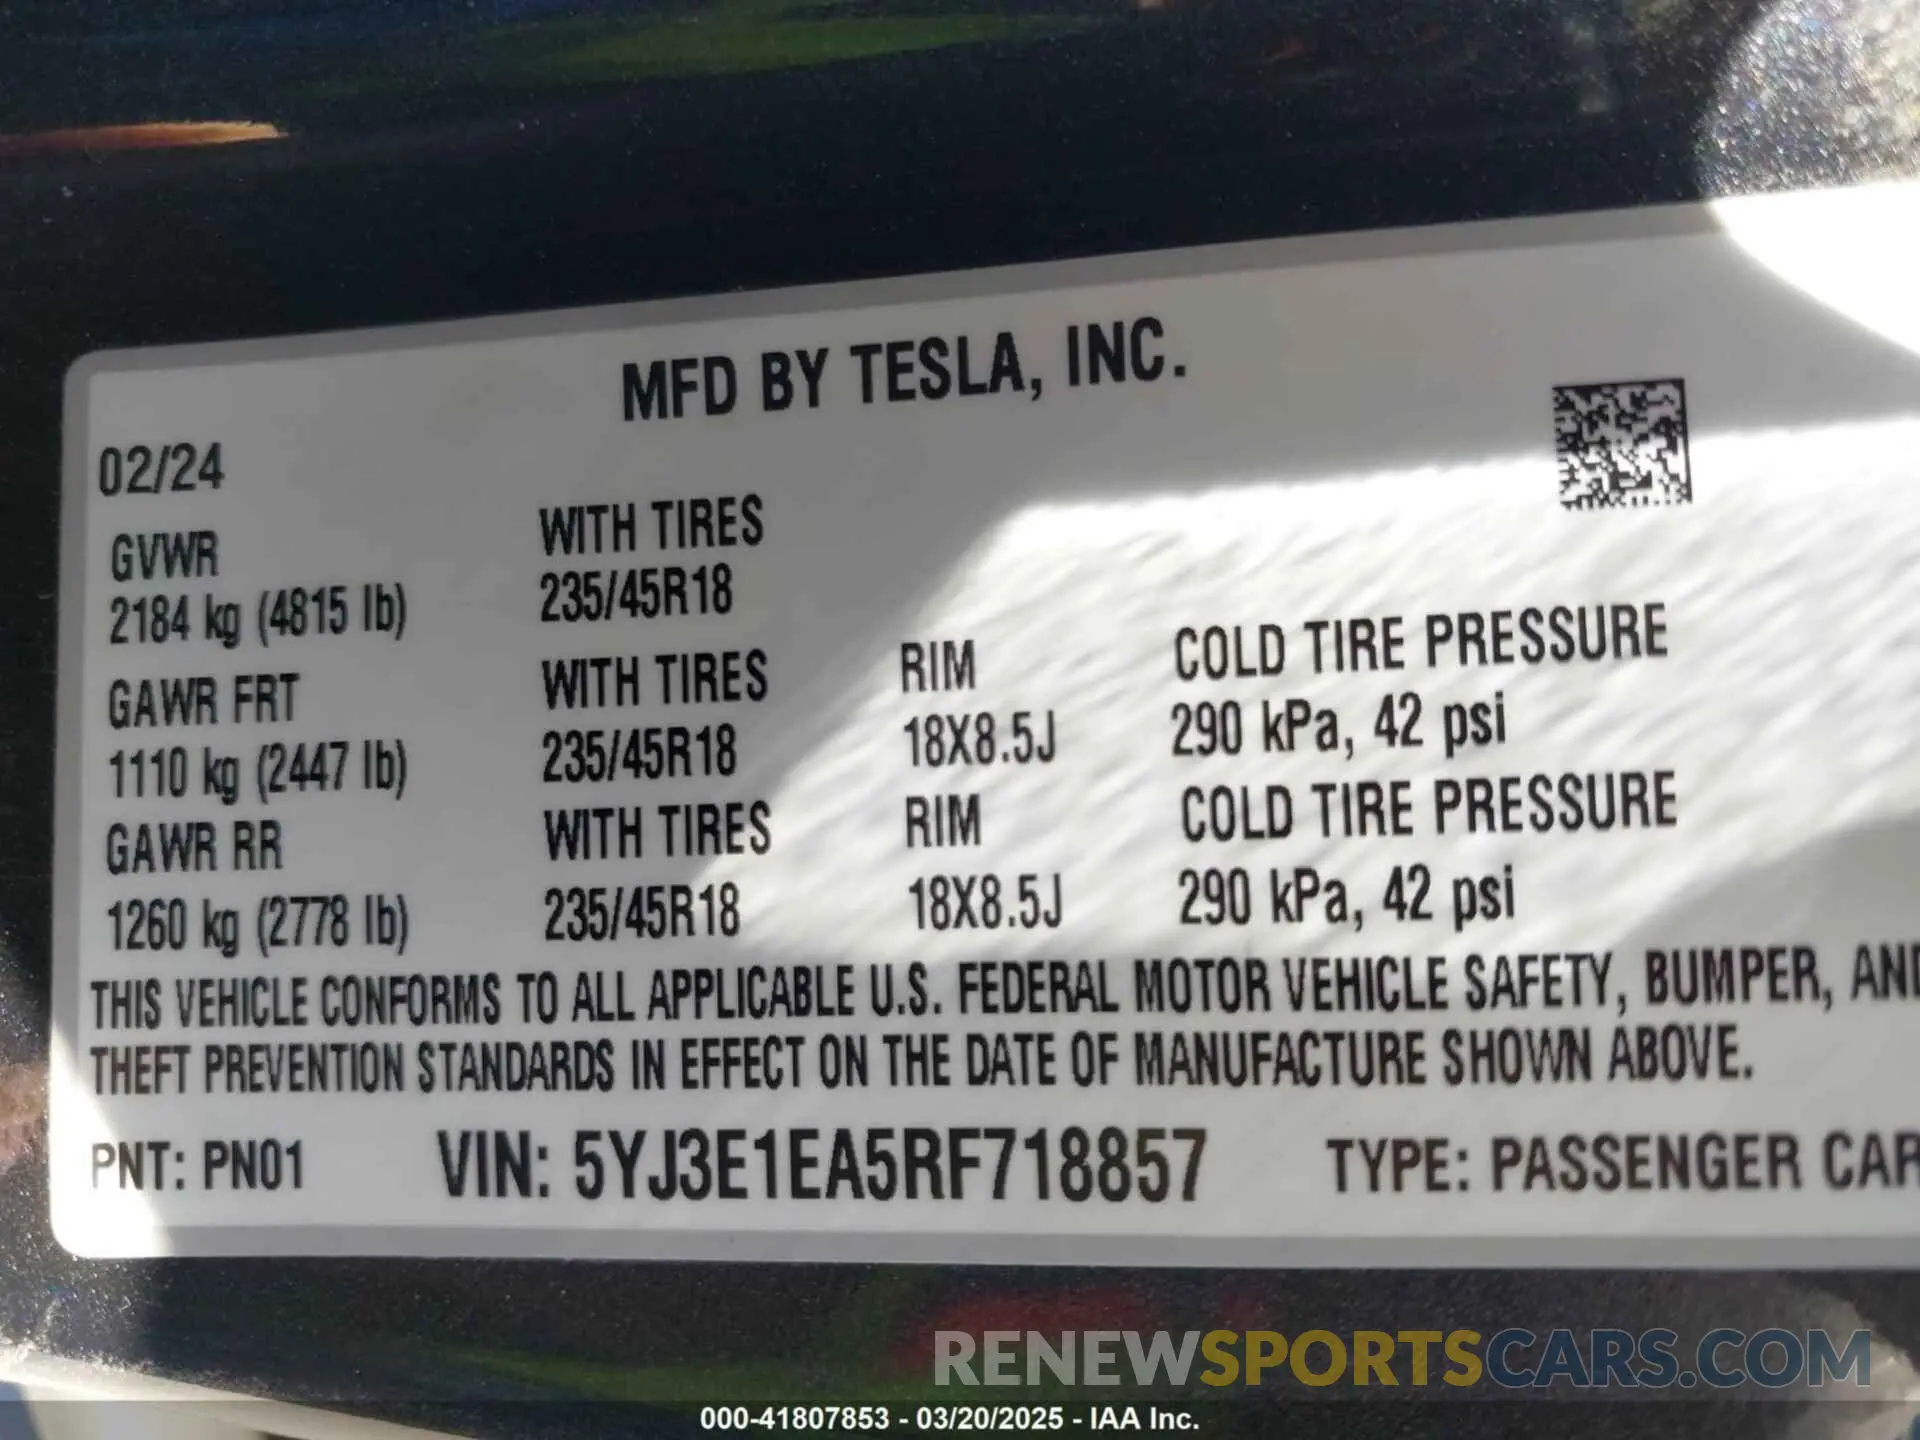 MFD BY TESLA, INC.
02/24
GVWR WITH TIRES
2184 kg (4815 lb) 235/45R18
GAWR FRT WITH TIRES RIM COLD TIRE PRESSURE
1110 kg (2447 lb) 235/45R18 18X8.5J 290 kPa, 42 psi
GAWR RR WITH TIRES RIM COLD TIRE PRESSURE
1260 kg (2778 lb) 235/45R18 18X8.5J 290 kPa, 42 psi
THIS VEHICLE CONFORMS TO ALL APPLICABLE U.S. FEDERAL MOTOR VEHICLE SAFETY, BUMPER, AND
THEFT PREVENTION STANDARDS IN EFFECT ON THE DATE OF MANUFACTURE SHOWN ABOVE.
PNT: PN01 VIN: 5YJ3E1EA5RF718857 TYPE: PASSENGER CAR
RENEWSPORTSCARS.COM
000-41807853 - 03/20/2025 - IAA Inc.